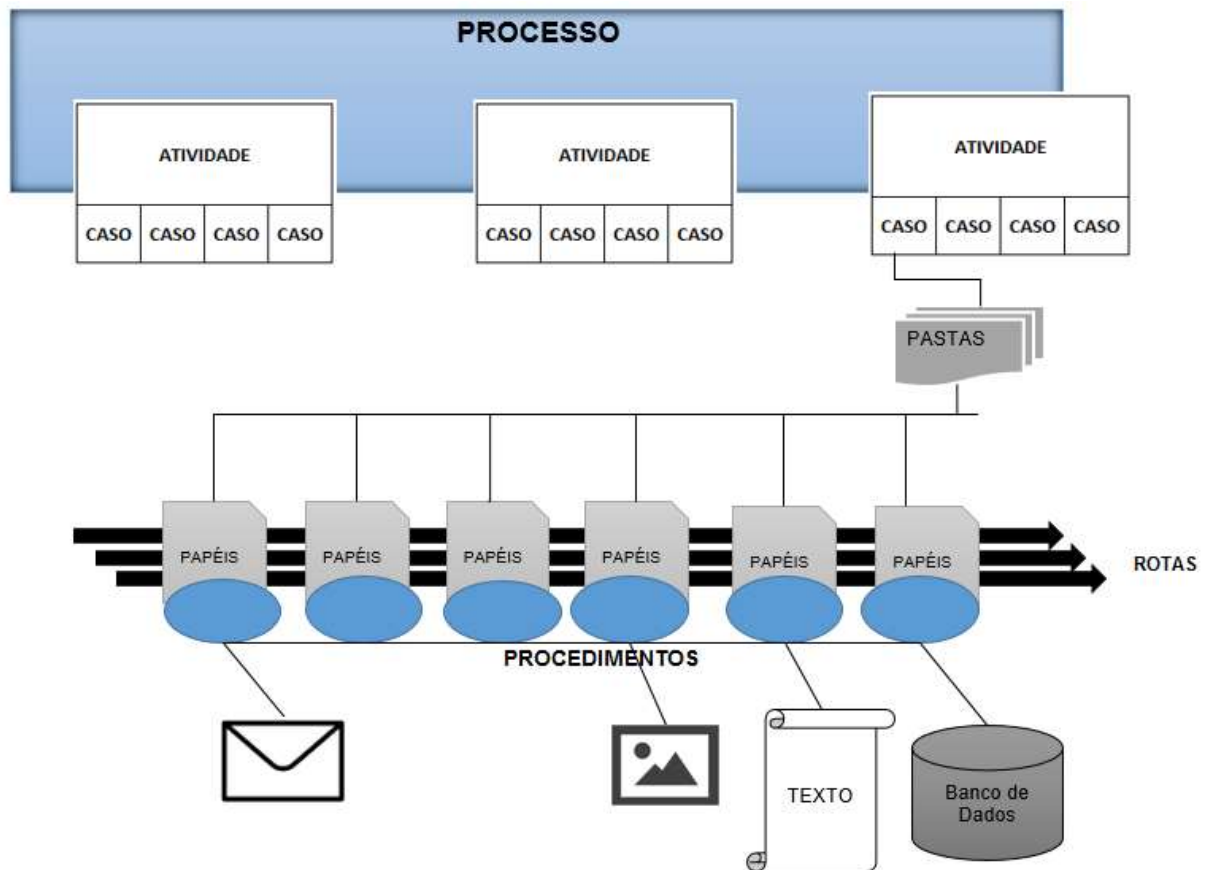 PROCESSO
ATIVIDADE
ATIVIDADE
ATIVIDADE
CASO CASO CASO CASO
CASO CASO CASO CASO
CASO CASO CASO CASO
PASTAS
PAPÉIS
PAPÉIS
PAPÉIS
PAPÉIS
PAPÉIS
PAPÉIS
ROTAS
PROCEDIMENTOS
TEXTO
Banco de
Dados